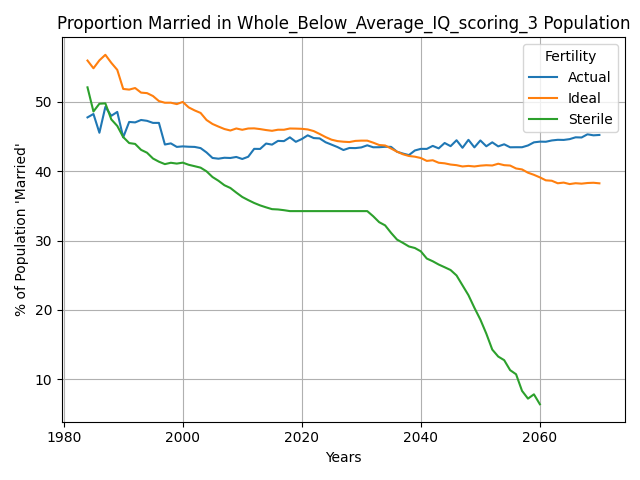 Proportion Married in Whole_Below_Average_IQ_scoring_3 Population
Fertility
Actual
Ideal
Sterile
% of Population 'Married'
50
40
30
20
10
1980
2000
2020
2040
2060
Years